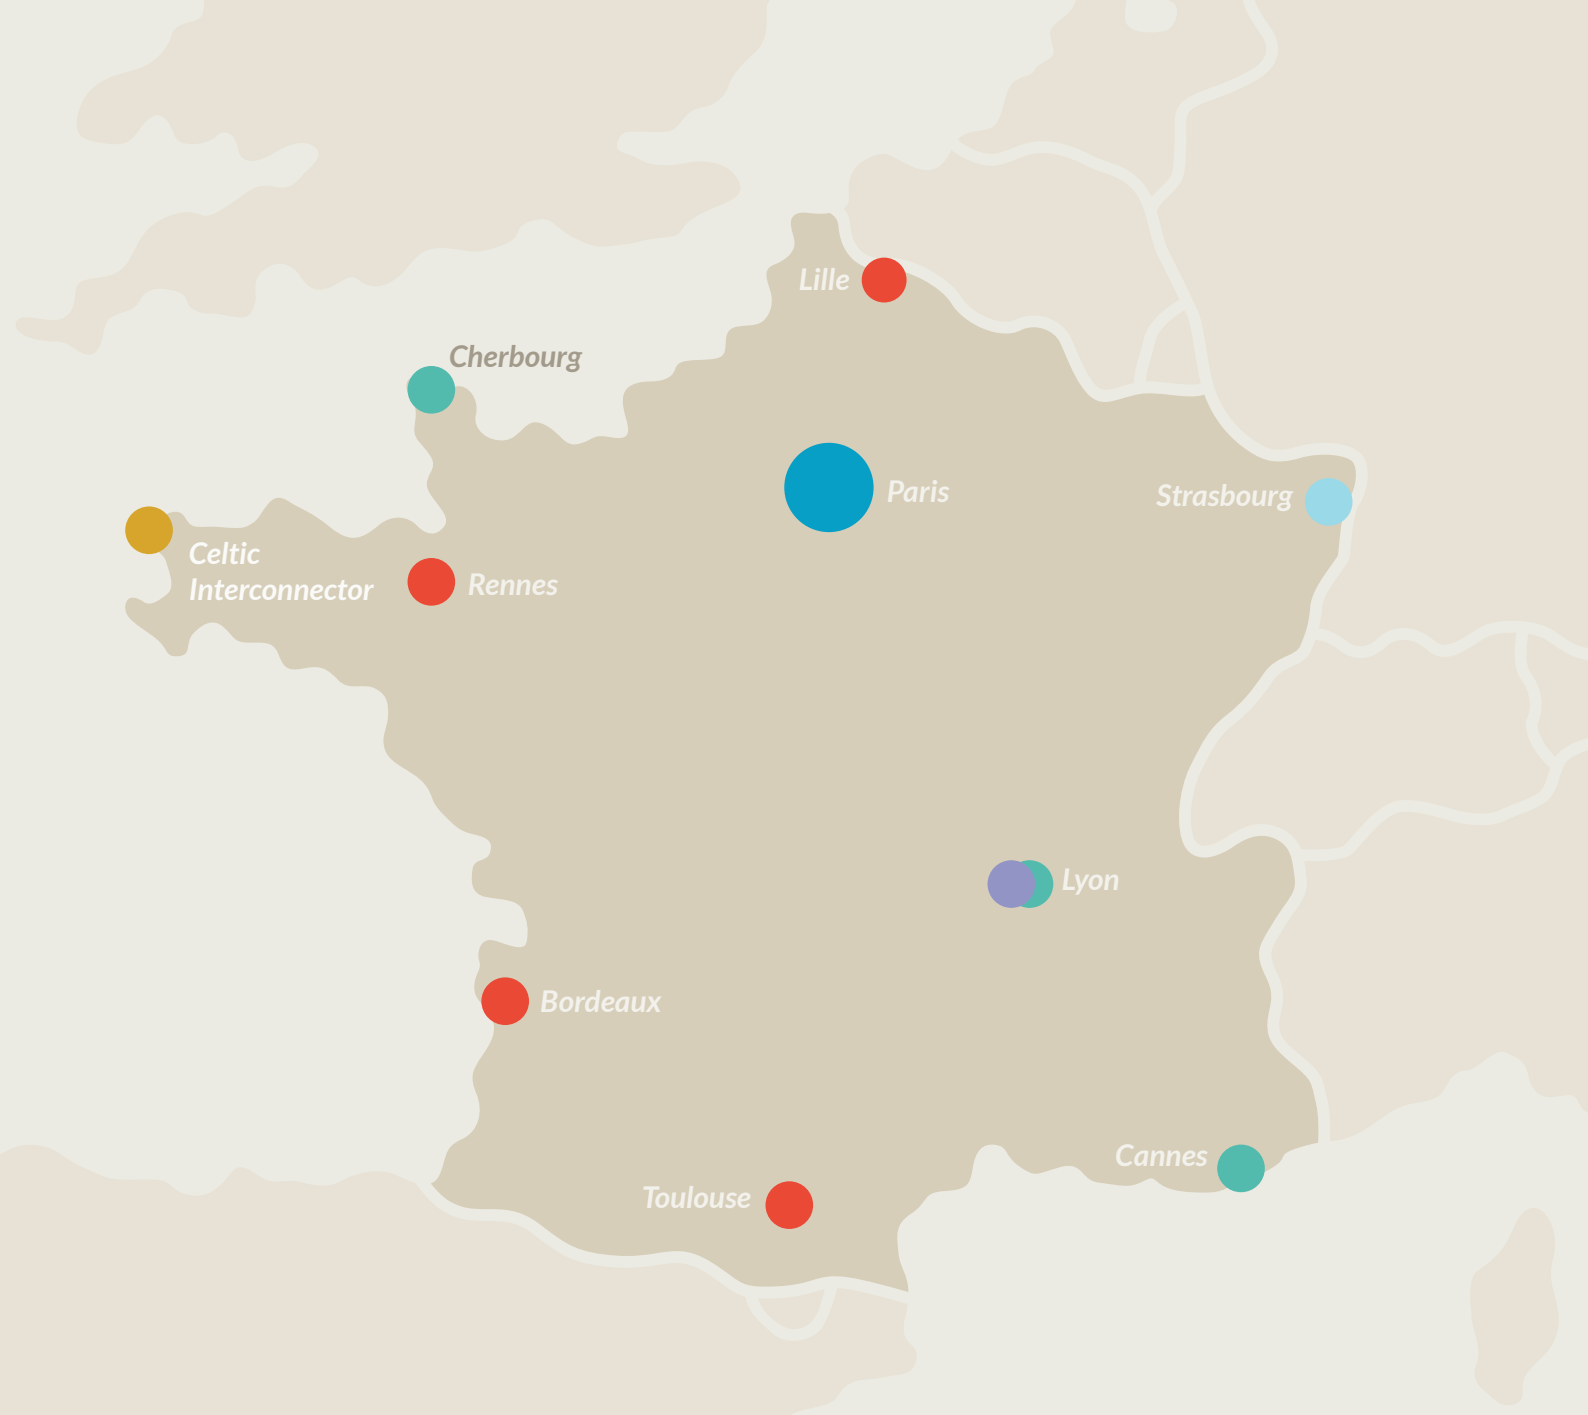 Lille
Cherbourg
Paris
Strasbourg
Celtic
Interconnector
Rennes
Lyon
Bordeaux
Cannes
Toulouse